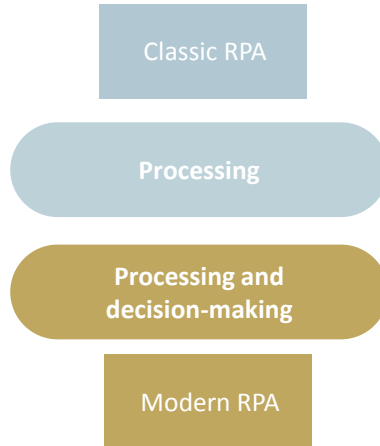 Classic RPA
Processing
Processing and
decision-making
Modern RPA